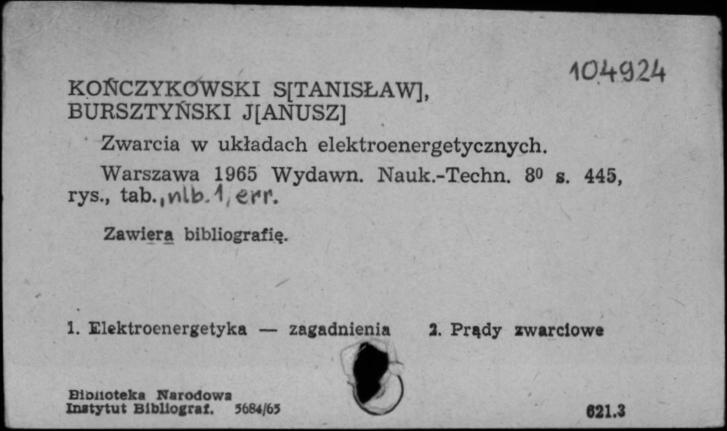 104924
KOŃCZYKOWSKI S[TANISŁAW],
BURSZTYŃSKI J[ANUSZ]
Zwarcia w układach elektroenergetycznych.
Warszawa 1965 Wydawn. Nauk.-Techn. 8⁰ s. 445,
rys., tab., nlb. 1, err.
Zawiera bibliografię.
1. Elektroenergetyka — zagadnienia 2. Prądy zwarciowe
Biblioteka Narodowa
Instytut Bibliograf. 5684/65 621.3